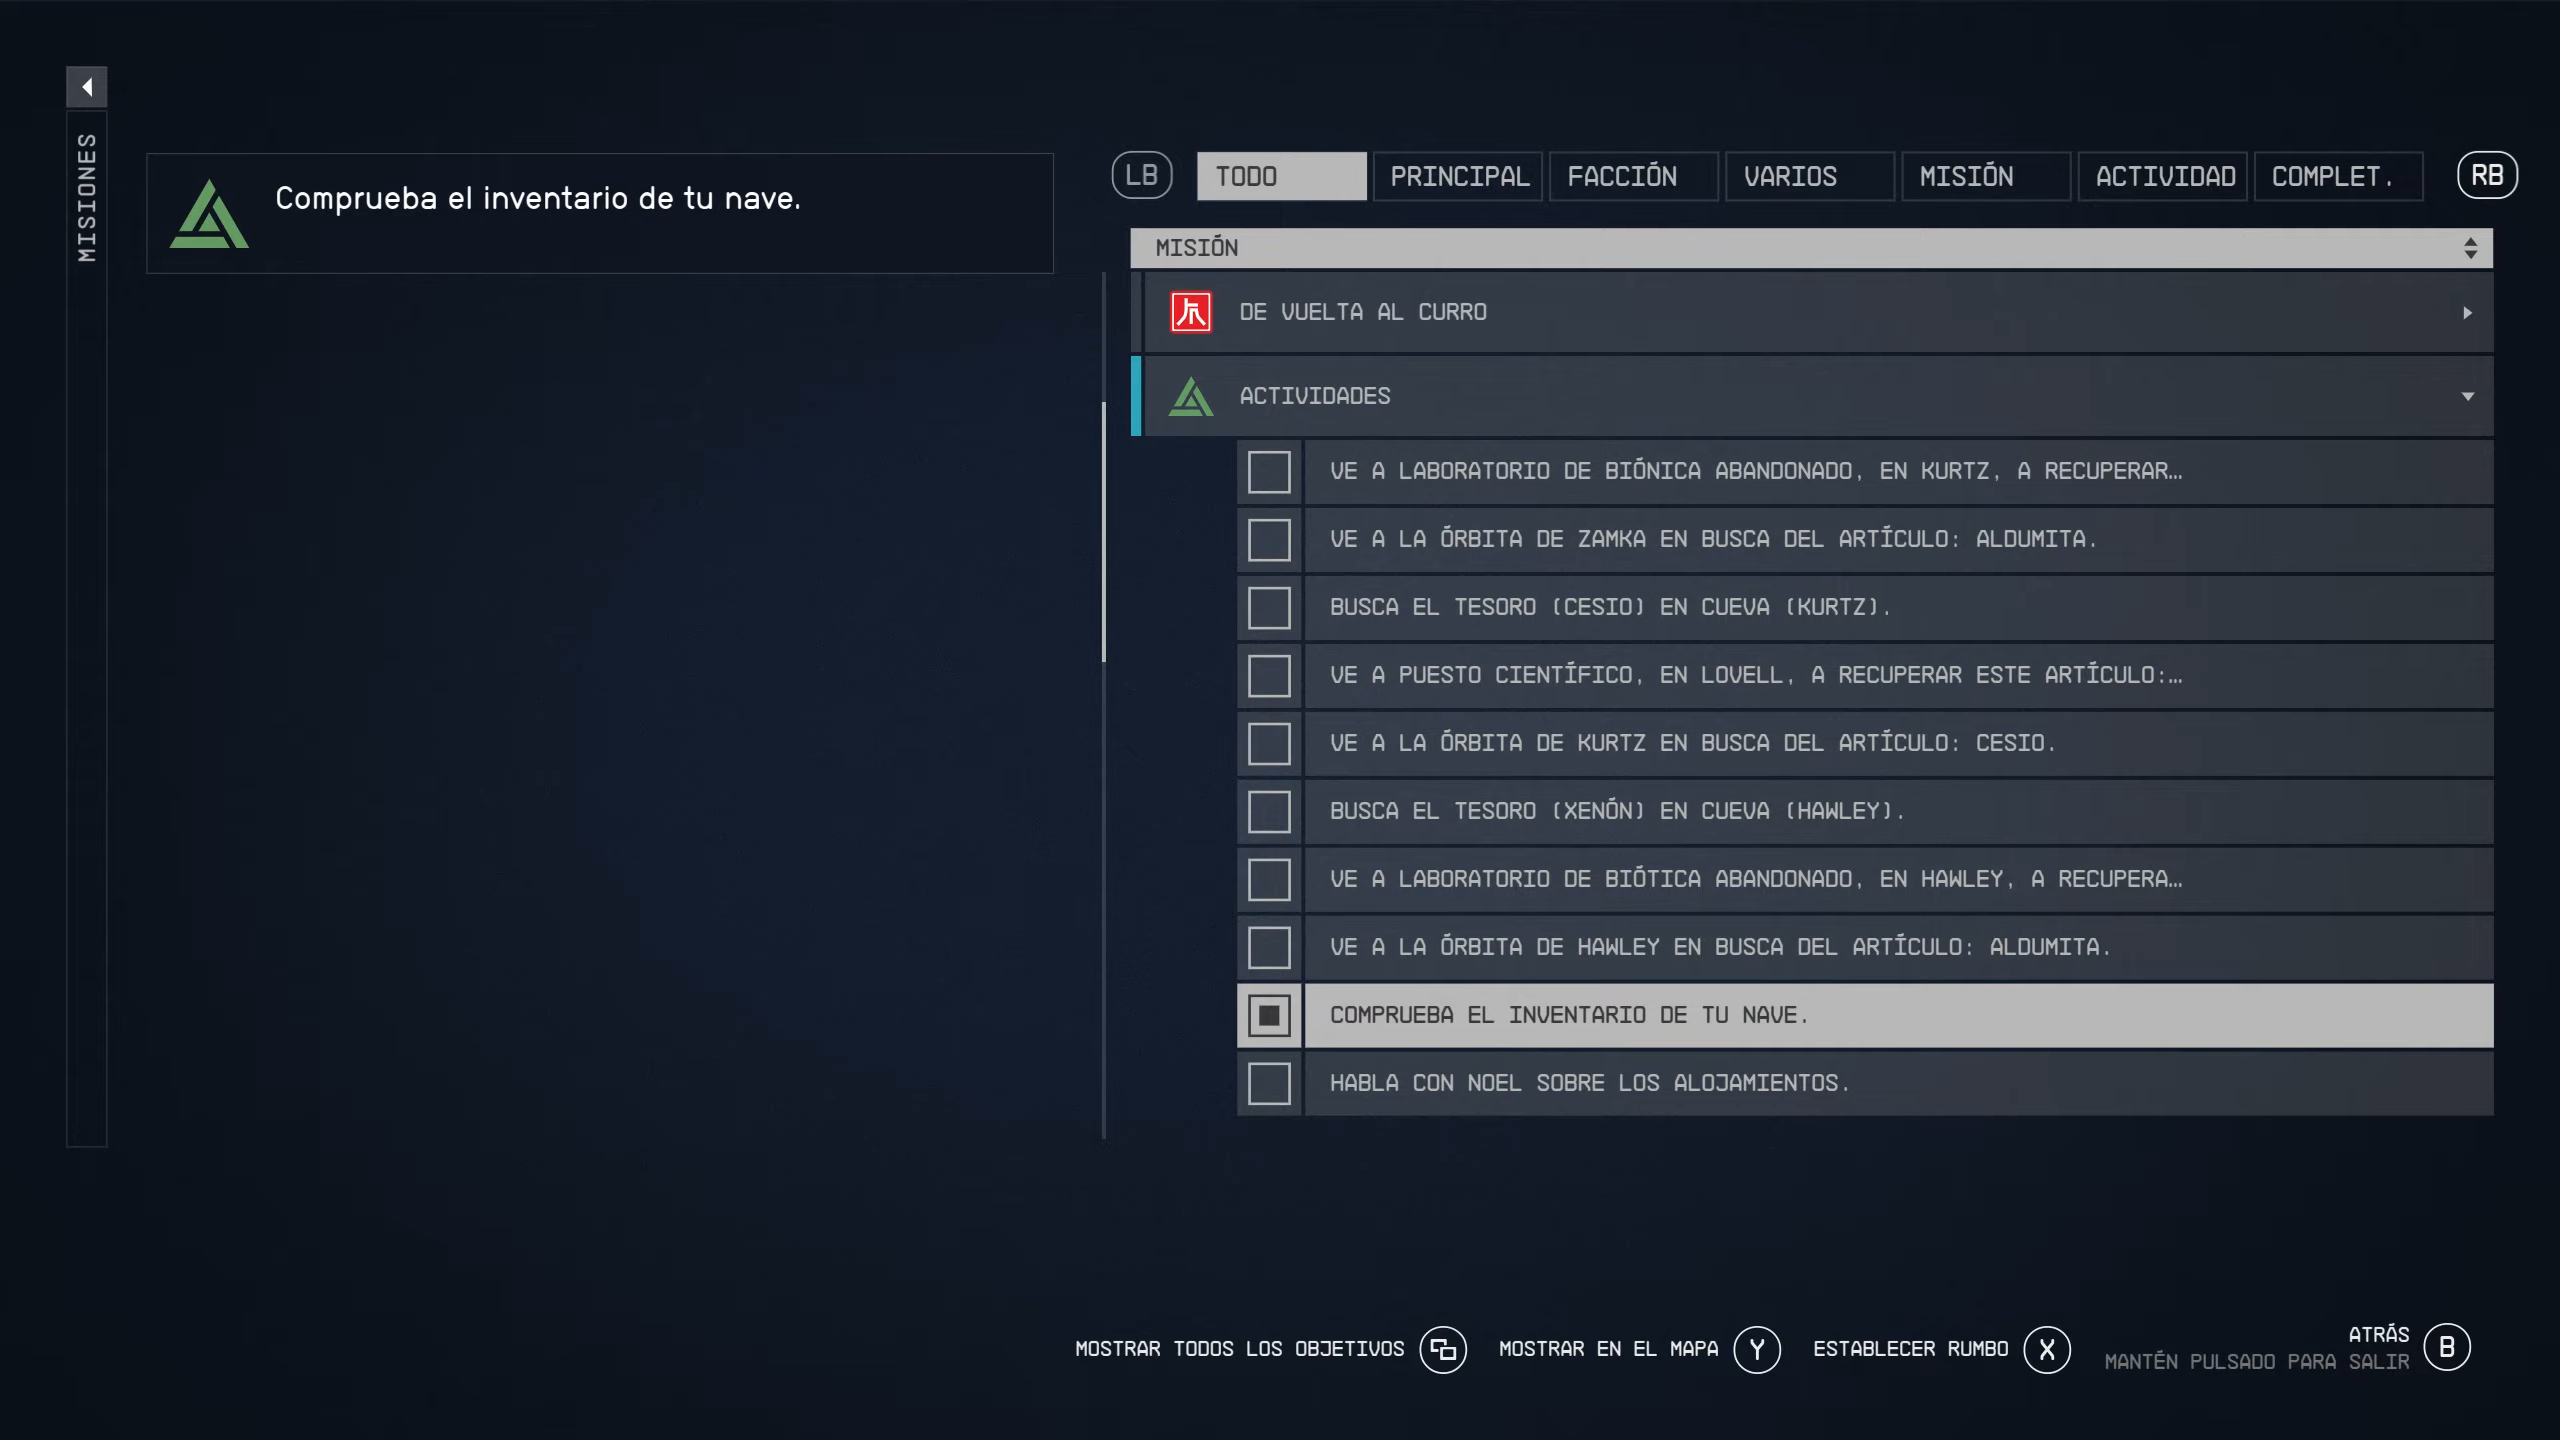 MISIONES
Comprueba el inventario de tu nave.
LB TODO PRINCIPAL FACCIÓN VARIOS MISIÓN ACTIVIDAD COMPLET. RB
MISIÓN
DE VUELTA AL CURRO
ACTIVIDADES
VE A LABORATORIO DE BIÓNICA ABANDONADO, EN KURTZ, A RECUPERAR…
VE A LA ÓRBITA DE ZAMKA EN BUSCA DEL ARTÍCULO: ALDUMITA.
BUSCA EL TESORO (CESIO) EN CUEVA (KURTZ).
VE A PUESTO CIENTÍFICO, EN LOVELL, A RECUPERAR ESTE ARTÍCULO:…
VE A LA ÓRBITA DE KURTZ EN BUSCA DEL ARTÍCULO: CESIO.
BUSCA EL TESORO (XENÓN) EN CUEVA (HAWLEY).
VE A LABORATORIO DE BIÓTICA ABANDONADO, EN HAWLEY, A RECUPERA…
VE A LA ÓRBITA DE HAWLEY EN BUSCA DEL ARTÍCULO: ALDUMITA.
COMPRUEBA EL INVENTARIO DE TU NAVE.
HABLA CON NOEL SOBRE LOS ALOJAMIENTOS.
MOSTRAR TODOS LOS OBJETIVOS MOSTRAR EN EL MAPA Y ESTABLECER RUMBO X ATRÁS B
MANTÉN PULSADO PARA SALIR